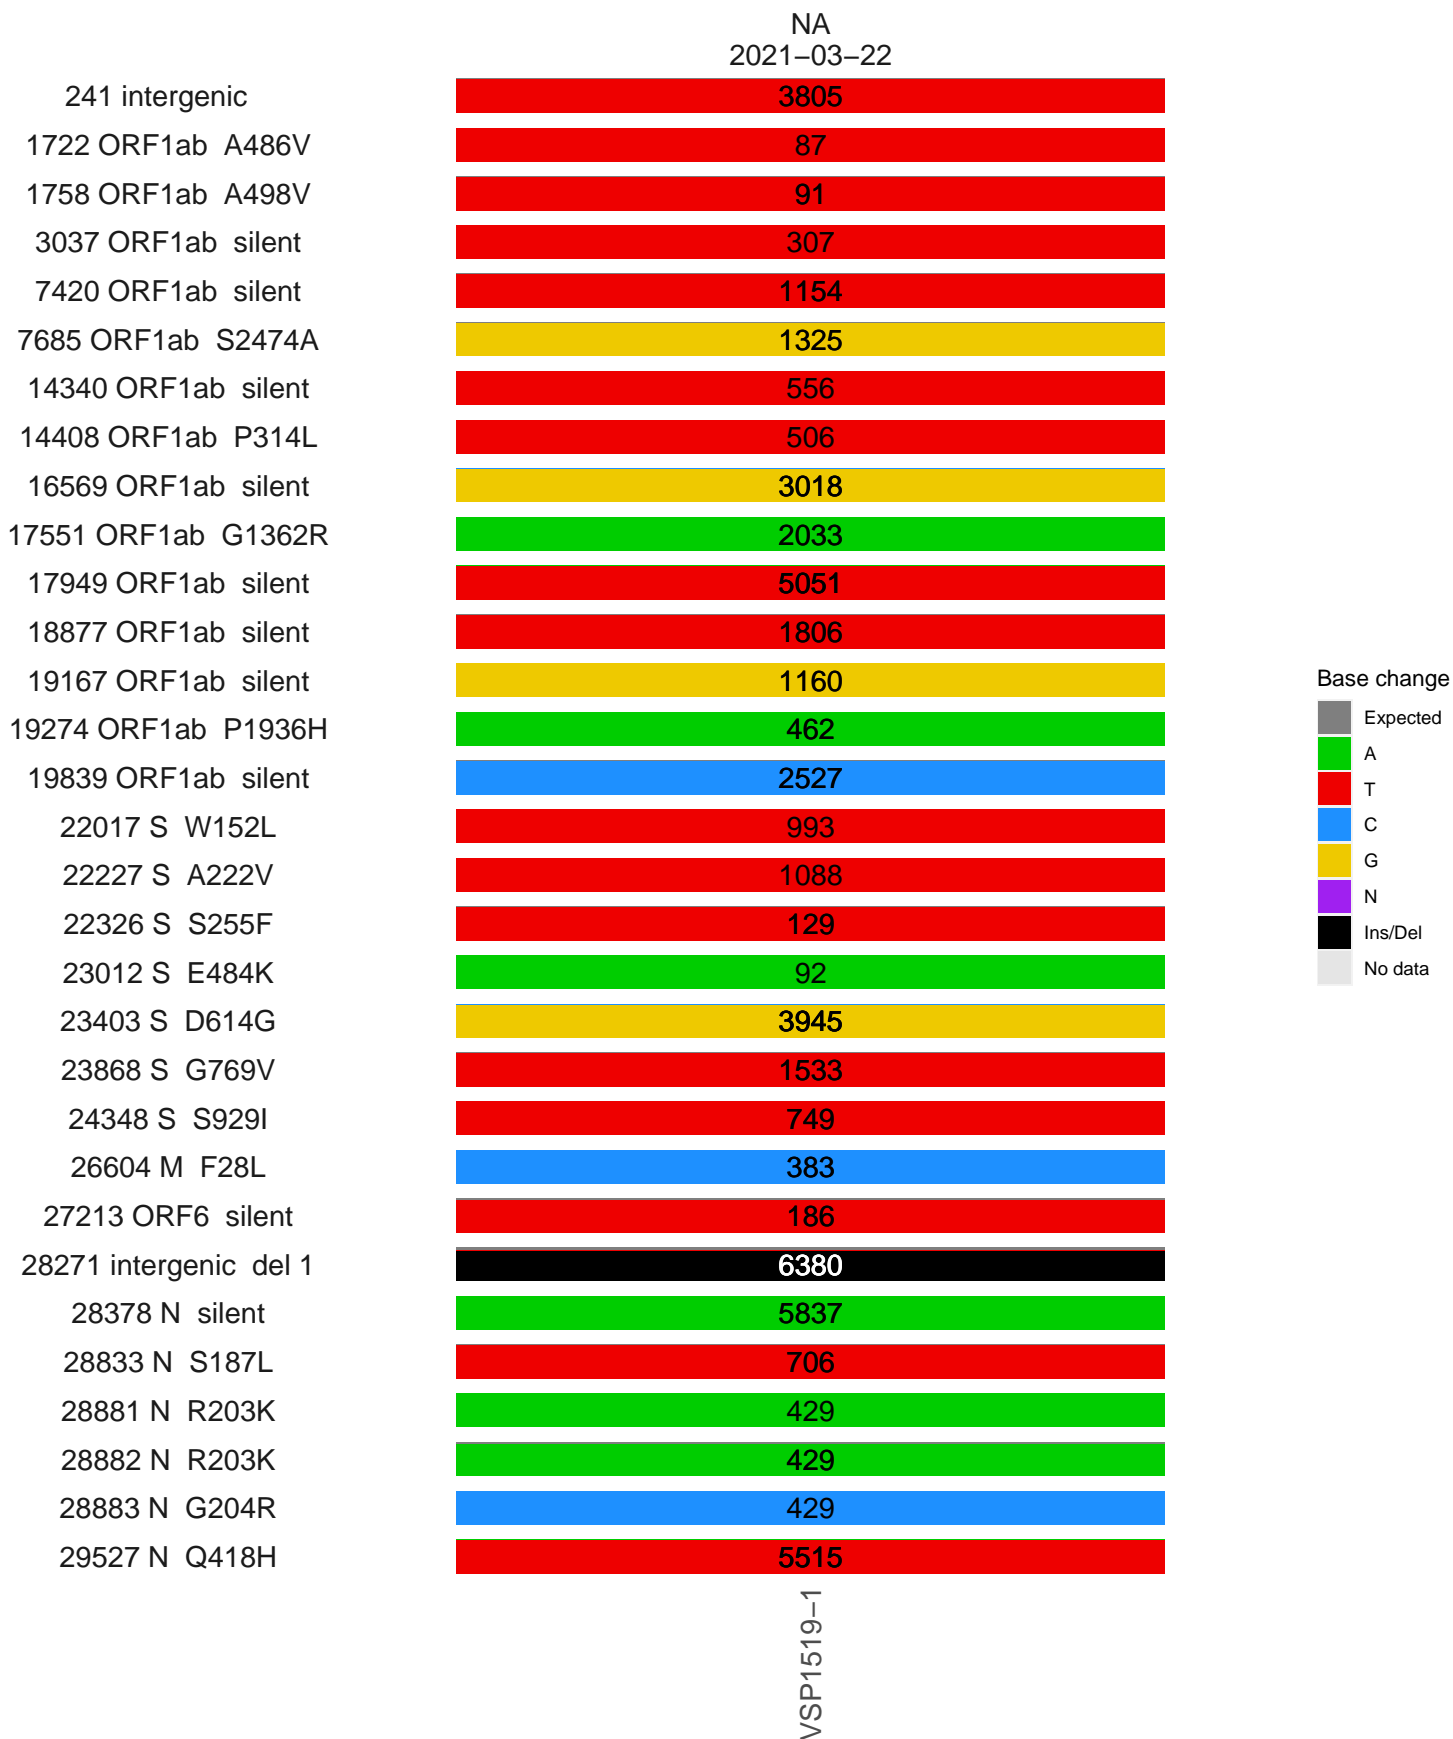 NA
2021−03−22
241 intergenic 3805
1722 ORF1ab A486V 87
1758 ORF1ab A498V 91
3037 ORF1ab silent 307
7420 ORF1ab silent 1154
7685 ORF1ab S2474A 1325
14340 ORF1ab silent 556
14408 ORF1ab P314L 506
16569 ORF1ab silent 3018
17551 ORF1ab G1362R 2033
17949 ORF1ab silent 5051
18877 ORF1ab silent 1806
19167 ORF1ab silent 1160
19274 ORF1ab P1936H 462
19839 ORF1ab silent 2527
22017 S W152L 993
22227 S A222V 1088
22326 S S255F 129
23012 S E484K 92
23403 S D614G 3945
23868 S G769V 1533
24348 S S929I 749
26604 M F28L 383
27213 ORF6 silent 186
28271 intergenic del 1 6380
28378 N silent 5837
28833 N S187L 706
28881 N R203K 429
28882 N R203K 429
28883 N G204R 429
29527 N Q418H 5515
VSP1519−1
Base change
Expected
A
T
C
G
N
Ins/Del
No data